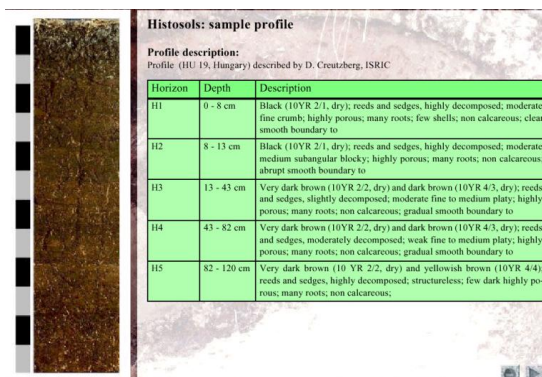 Histosols: sample profile
Profile description:
Profile (HU 19, Hungary) described by D. Creutzberg, ISRIC
Horizon Depth Description
H1 0 - 8 cm Black (10YR 2/1, dry); reeds and sedges, highly decomposed; moderate
fine crumb; highly porous; many roots; few shells; non calcareous; clear
smooth boundary to
H2 8 - 13 cm Black (10YR 2/1, dry); reeds and sedges, highly decomposed; moderate
medium subangular blocky; highly porous; many roots; non calcareous;
abrupt smooth boundary to
H3 13 - 43 cm Very dark brown (10YR 2/2, dry) and dark brown (10YR 4/3, dry); reeds
and sedges, slightly decomposed; moderate fine to medium platy; highly
porous; many roots; non calcareous; gradual smooth boundary to
H4 43 - 82 cm Very dark brown (10YR 2/2, dry) and dark brown (10YR 4/3, dry); reeds
and sedges, moderately decomposed; weak fine to medium platy; highly
porous; many roots; non calcareous; gradual smooth boundary to
H5 82 - 120 cm Very dark brown (10 YR 2/2, dry) and yellowish brown (10YR 4/4);
reeds and sedges, highly decomposed; structureless; few dark highly po-
rous; many roots; non calcareous;